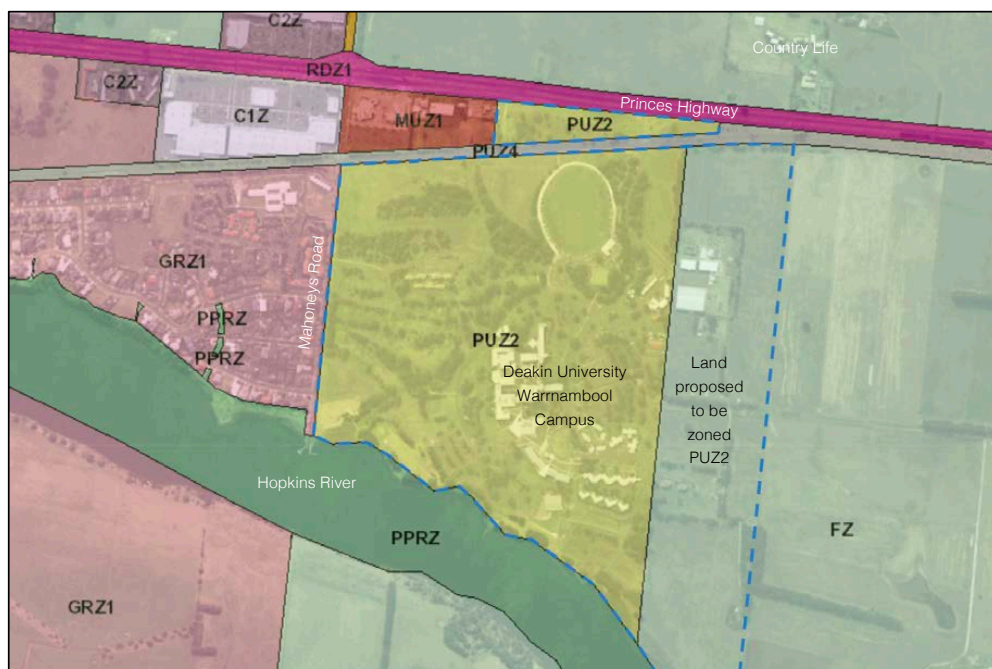 C2Z
Country Life
RDZ1
C2Z
Princes Highway
C1Z
MUZ1
PUZ2
PUZ4
GRZ1
Mahoneys Road
PPRZ
PPRZ
PUZ2
Deakin University
Warrnambool
Campus
Land
proposed
to be
zoned
PUZ2
Hopkins River
PPRZ
FZ
GRZ1